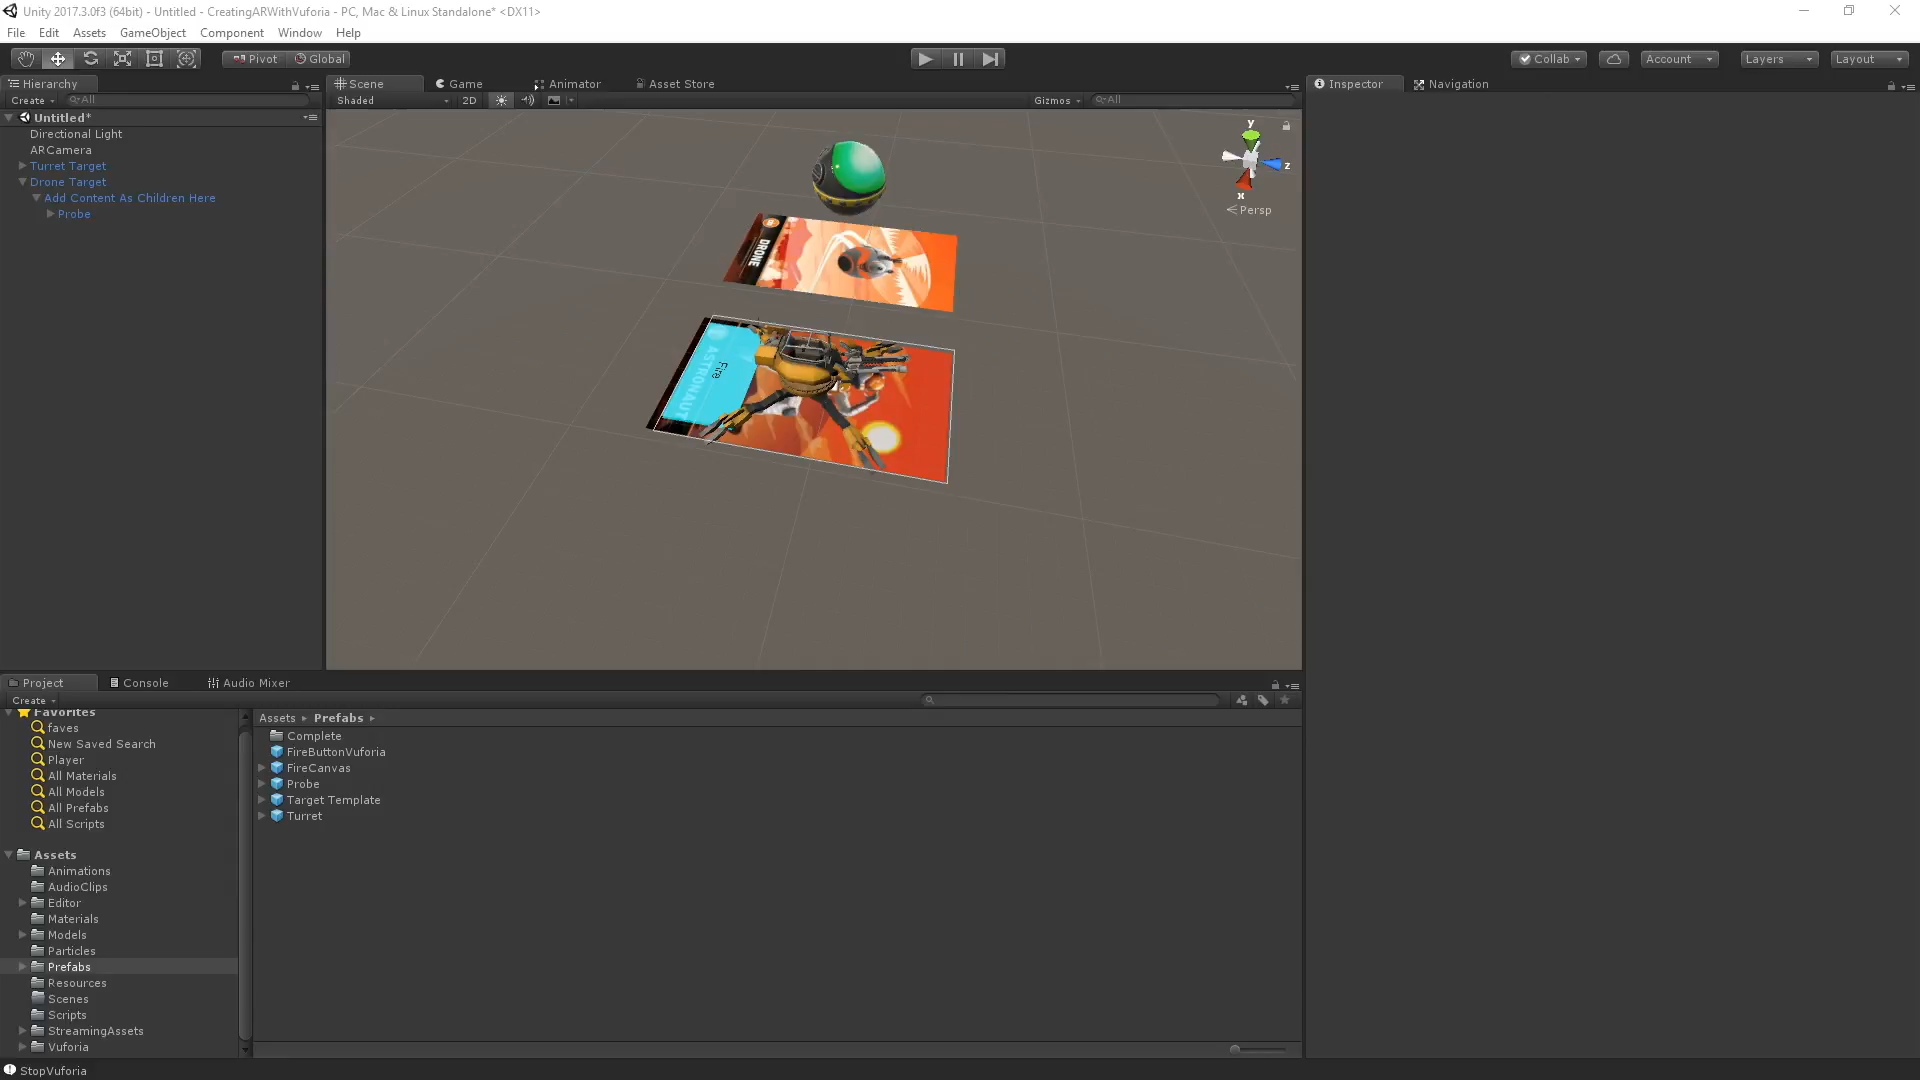 Unity 2017.3.0f3 (64bit) - Untitled - CreatingARWithVuforia - PC, Mac & Linux Standalone* <DX11>
File Edit Assets GameObject Component Window Help
Pivot Global Collab Account Layers Layout
Hierarchy Scene Game Animator Asset Store Inspector Navigation
Create All Shaded 2D Gizmos All
Untitled*
Directional Light
ARCamera
Turret Target
Drone Target
Add Content As Children Here
Probe
y
z
x
Persp
DRONE
ASTRONAUT
Fire
Project Console Audio Mixer
Create
Favorites
faves
New Saved Search
Player
All Materials
All Models
All Prefabs
All Scripts
Assets
Animations
AudioClips
Editor
Materials
Models
Particles
Prefabs
Resources
Scenes
Scripts
StreamingAssets
Vuforia
Assets Prefabs
Complete
FireButtonVuforia
FireCanvas
Probe
Target Template
Turret
StopVuforia